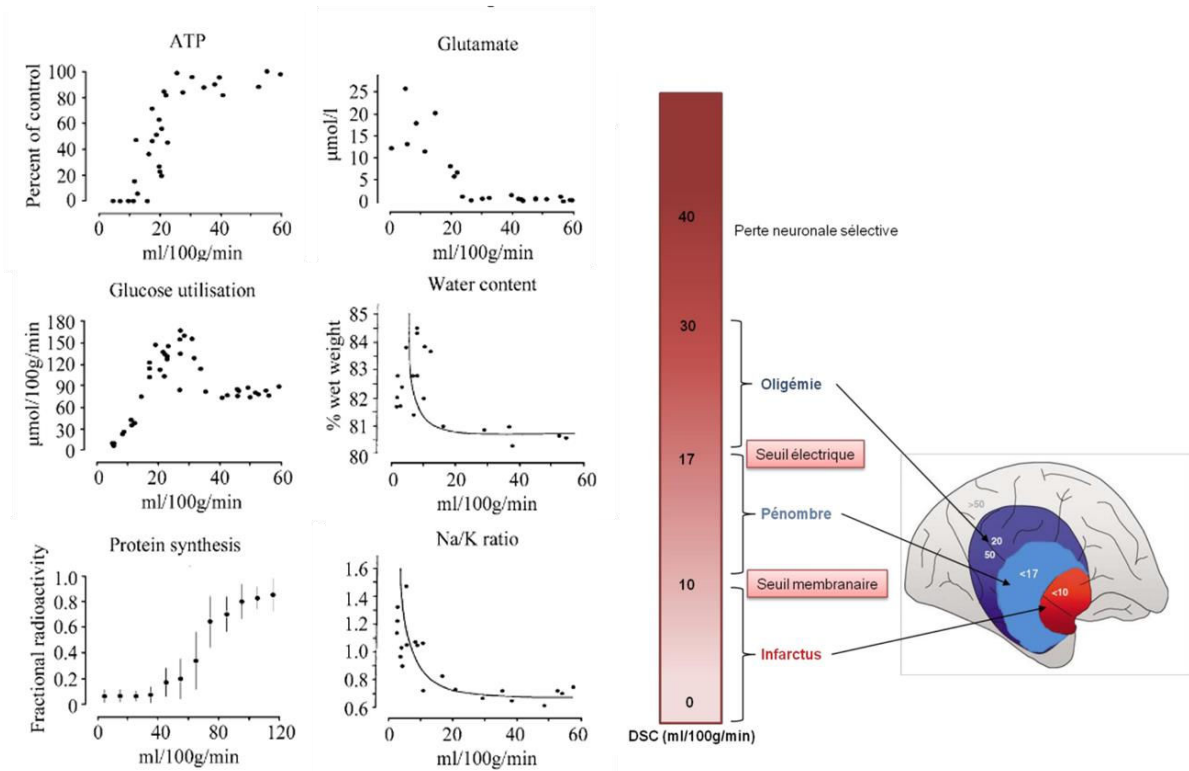 ATP
Percent of control
100
80
60
40
20
0
0 20 40 60
ml/100g/min
Glutamate
µmol/l
25
20
15
10
5
0
0 20 40 60
ml/100g/min
Glucose utilisation
µmol/100g/min
180
150
120
90
60
30
0
0 20 40 60
ml/100g/min
Water content
% wet weight
85
84
83
82
81
80
0 20 40 60
ml/100g/min
Protein synthesis
Fractional radioactivity
1.0
0.8
0.6
0.4
0.2
0
0 40 80 120
ml/100g/min
Na/K ratio
1.6
1.4
1.2
1.0
0.8
0.6
0 20 40 60
ml/100g/min
40
30
17
10
0
DSC (ml/100g/min)
Perte neuronale sélective
Oligémie
Seuil électrique
Pénombre
Seuil membranaire
Infarctus
>50
20
50
<17
<10